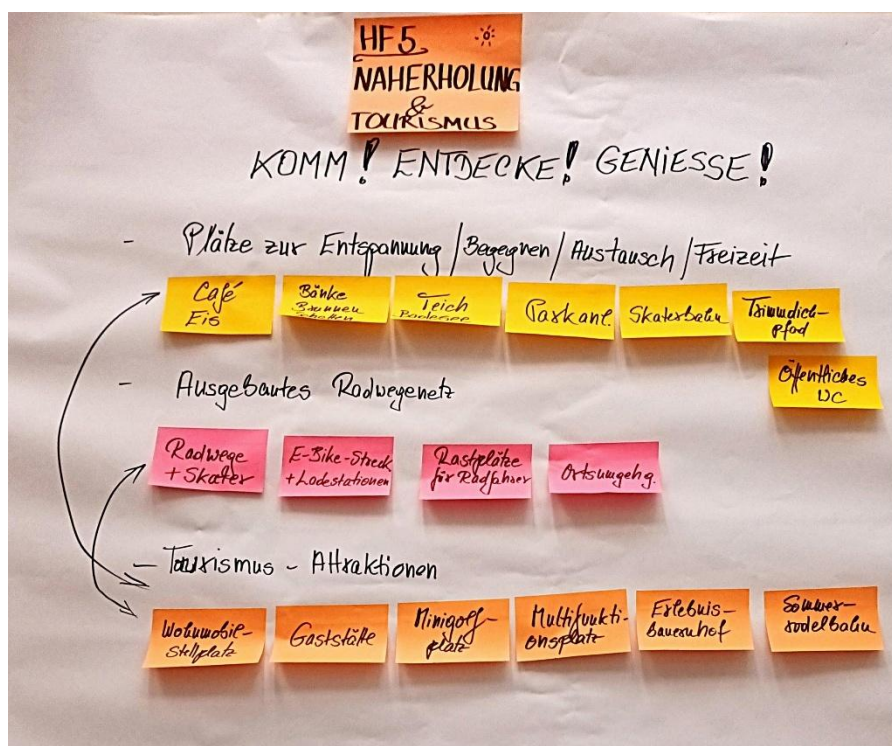 HF5
NAHERHOLUNG
&
TOURISMUS
KOMM! ENTDECKE! GENIESSE!
- Plätze zur Entspannung/Begegnen/Austausch/Freizeit
Café
Eis
Bänke
Brunnen
Teich
Badesee
Parkanl.
Skaterbahn
Trimmdich-
pfad
Öffentliches
WC
- Ausgebautes Radwegenetz
Radwege
+ Skater
E-Bike-Streck
+ Ladestationen
Rastplätze
für Radfahrer
Ortsumgehg.
- Tourismus - Attraktionen
Wohnmobil-
Stellplatz
Gaststätte
Minigolf-
platz
Multifunkti-
onsplatz
Erlebnis-
bauernhof
Sommer-
rodelbahn